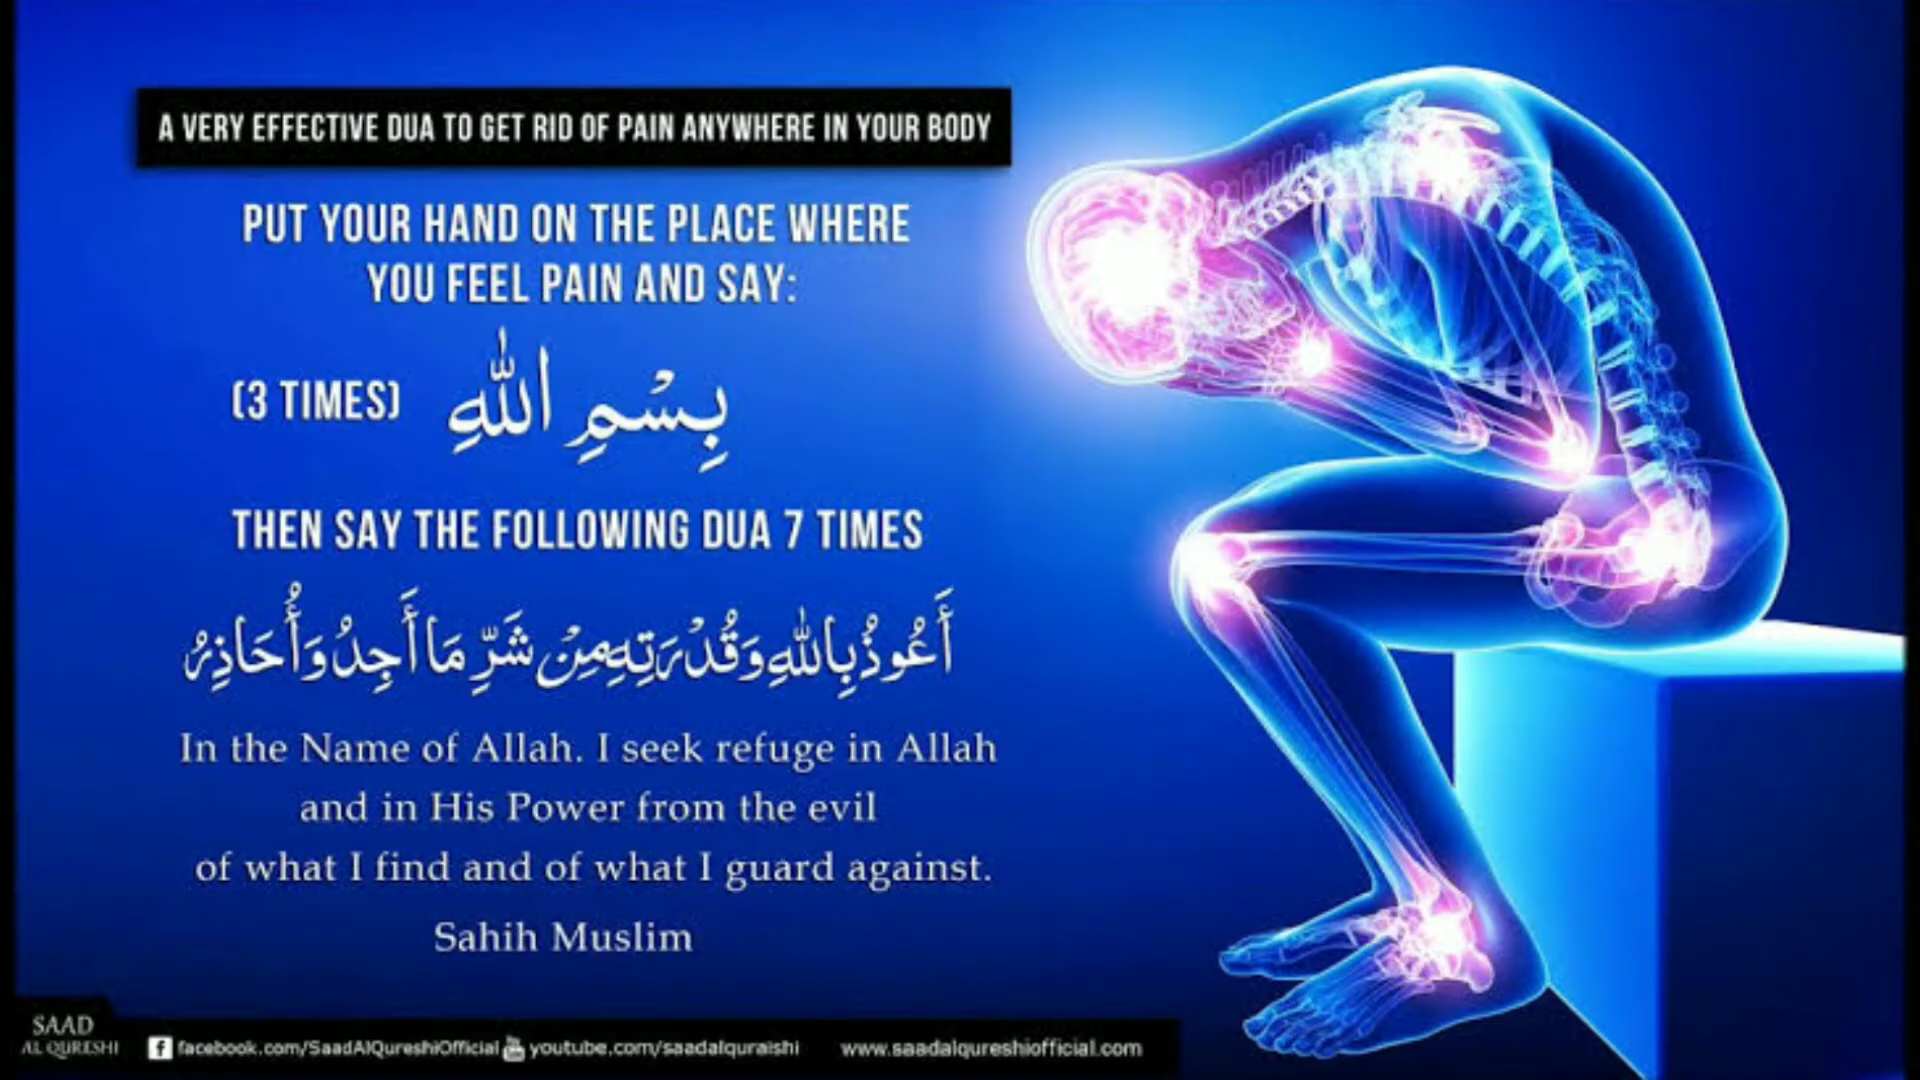 A VERY EFFECTIVE DUA TO GET RID OF PAIN ANYWHERE IN YOUR BODY
PUT YOUR HAND ON THE PLACE WHERE
YOU FEEL PAIN AND SAY:
(3 TIMES) بِسْمِ اللّٰهِ
THEN SAY THE FOLLOWING DUA 7 TIMES
أَعُوذُ بِاللّٰهِ وَقُدْرَتِهِ مِنْ شَرِّ مَا أَجِدُ وَأُحَاذِرُ
In the Name of Allah. I seek refuge in Allah
and in His Power from the evil
of what I find and of what I guard against.
Sahih Muslim
SAAD
AL QURESHI
facebook.com/SaadAlQureshiOfficial youtube.com/saadalquraishi www.saadalqureshiofficial.com